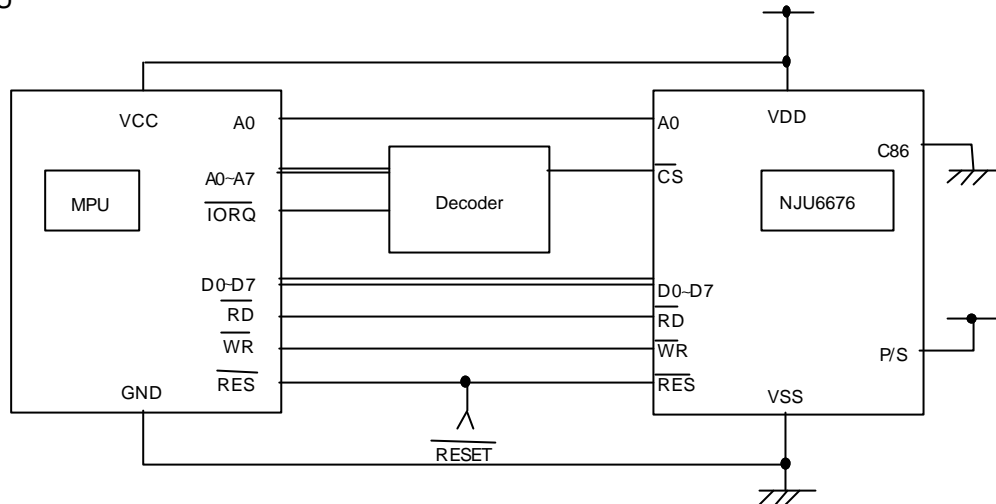 U
VCC
A0
A0~A7
IORQ
MPU
D0~D7
RD
WR
RES
GND
Decoder
RESET
A0
VDD
C86
CS
NJU6676
D0~D7
RD
WR
P/S
RES
VSS